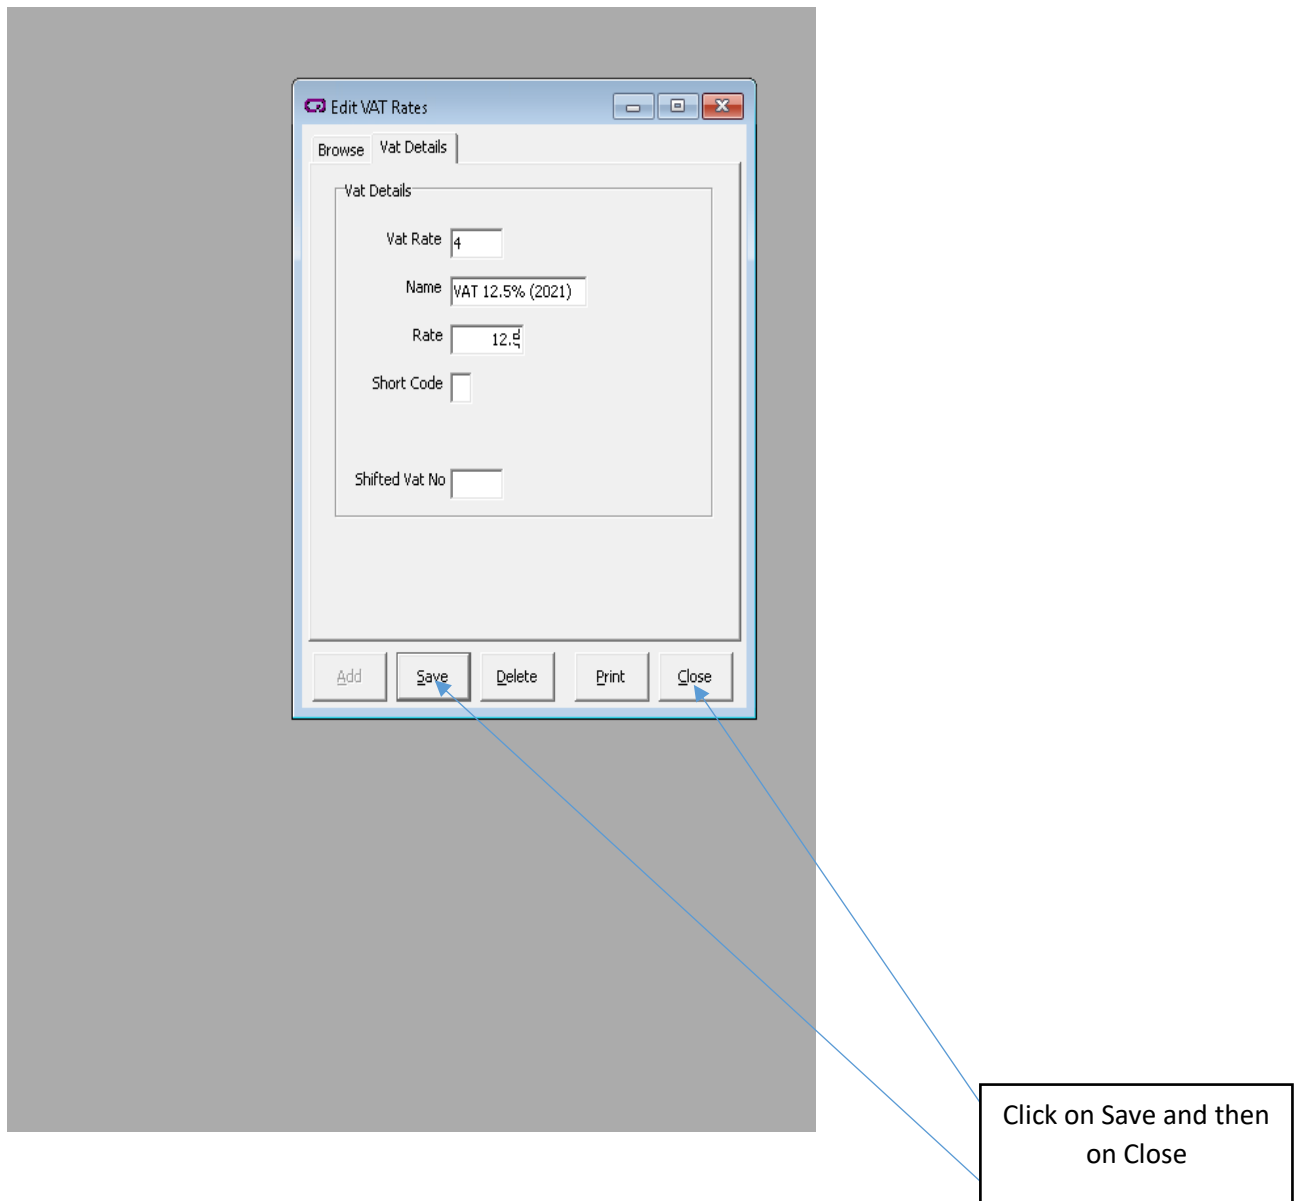 Edit VAT Rates
Browse Vat Details
Vat Details
Vat Rate 4
Name VAT 12.5% (2021)
Rate 12.5
Short Code
Shifted Vat No
Add Save Delete Print Close
Click on Save and then
on Close